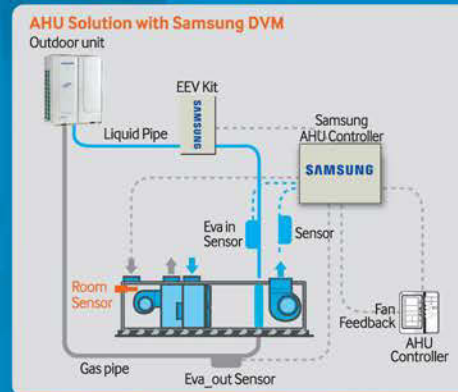 AHU Solution with Samsung DVM
Outdoor unit
EEV Kit
SAMSUNG
Liquid Pipe
Samsung
AHU Controller
SAMSUNG
Eva in
Sensor
Sensor
Room
Sensor
Fan
Feedback
AHU
Controller
Gas pipe
Eva_out Sensor